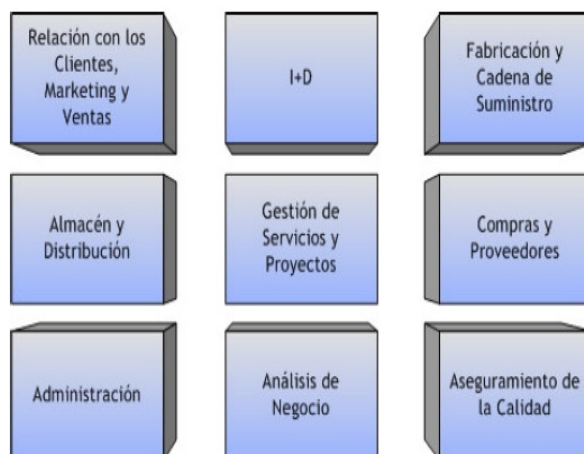 Relación con los
Clientes,
Marketing y
Ventas
I+D
Fabricación y
Cadena de
Suministro
Almacén y
Distribución
Gestión de
Servicios y
Proyectos
Compras y
Proveedores
Administración
Análisis de
Negocio
Aseguramiento de
la Calidad